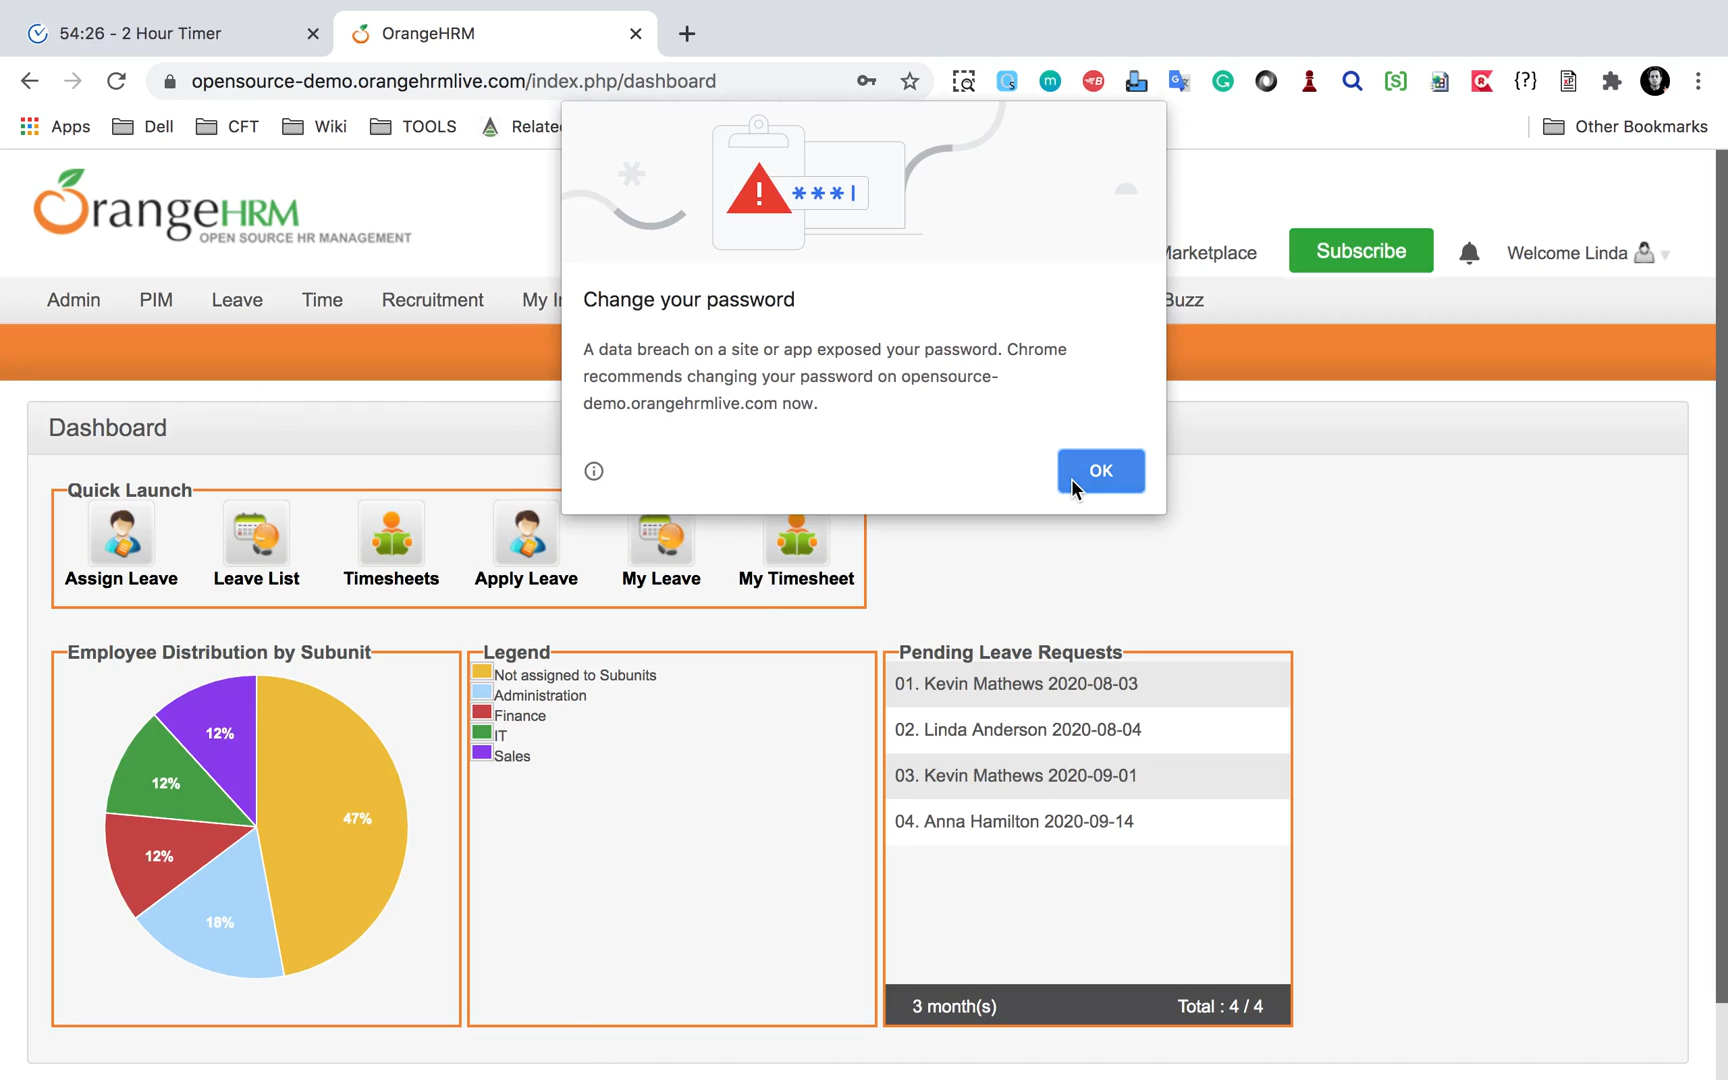 54:26 - 2 Hour Timer
OrangeHRM
opensource-demo.orangehrmlive.com/index.php/dashboard
Apps
Dell
CFT
Wiki
TOOLS
Other Bookmarks
OrangeHRM
OPEN SOURCE HR MANAGEMENT
Subscribe
Welcome Linda
Admin
PIM
Leave
Time
Recruitment
Buzz
***|
Change your password
A data breach on a site or app exposed your password. Chrome
recommends changing your password on opensource-
demo.orangehrmlive.com now.
OK
Dashboard
Quick Launch
Assign Leave
Leave List
Timesheets
Apply Leave
My Leave
My Timesheet
Employee Distribution by Subunit
47%
18%
12%
12%
12%
Legend
Not assigned to Subunits
Administration
Finance
IT
Sales
Pending Leave Requests
01. Kevin Mathews 2020-08-03
02. Linda Anderson 2020-08-04
03. Kevin Mathews 2020-09-01
04. Anna Hamilton 2020-09-14
3 month(s)
Total : 4 / 4